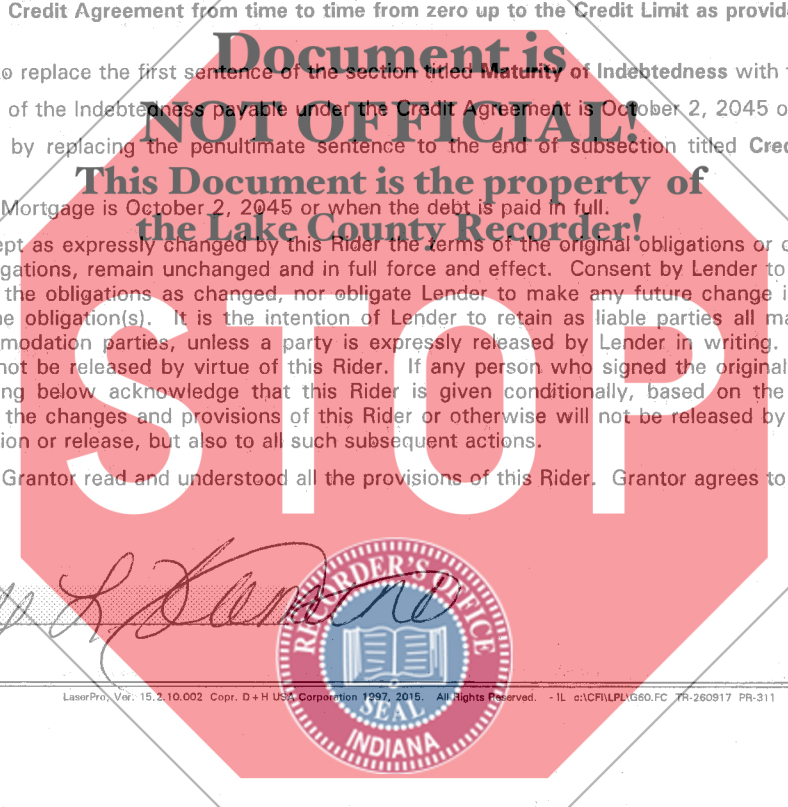 Credit Agreement from time to time from zero up to the Credit Limit as provid
Document is
to replace the first sentence of the section titled Maturity of Indebtedness with
of the Indebtedness payable under the Credit Agreement is October 2, 2045 o
NOT OFFICIAL!
by replacing the penultimate sentence to the end of subsection titled Cre
This Document is the property of
Mortgage is October 2, 2045 or when the debt is paid in full.
the Lake County Recorder!
ept as expressly changed by this Rider the terms of the original obligations or
gations, remain unchanged and in full force and effect. Consent by Lender to
the obligations as changed, nor obligate Lender to make any future change i
he obligation(s). It is the intention of Lender to retain as liable parties all ma
modation parties, unless a party is expressly released by Lender in writing.
not be released by virtue of this Rider. If any person who signed the original
ng below acknowledge that this Rider is given conditionally, based on the
the changes and provisions of this Rider or otherwise will not be released by
ion or release, but also to all such subsequent actions.
STOP
Grantor read and understood all the provisions of this Rider. Grantor agrees to
RECORDER'S OFFICE
SEAL
INDIANA
LaserPro, Ver. 15.2.10.002 Copr. D+H USA Corporation 1997, 2015. All Rights Reserved. - IL c:\CFI\LPL\G60.FC TR-260917 PR-311